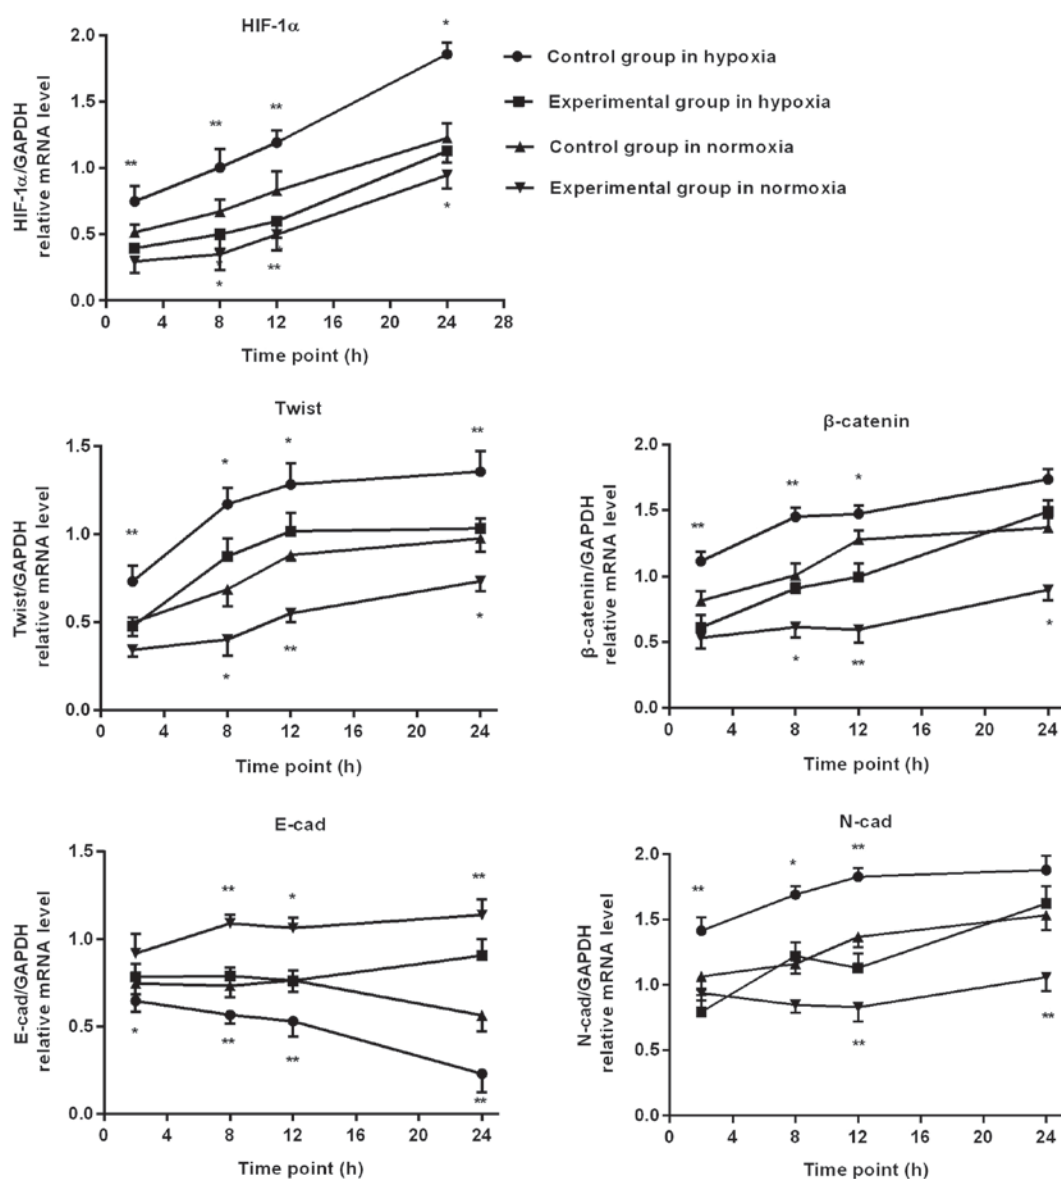 HIF-1α
HIF-1α/GAPDH
relative mRNA level
2.0
1.5
1.0
0.5
0.0
* 
** ** **
* ** *
0 4 8 12 16 20 24 28
Time point (h)
Control group in hypoxia
Experimental group in hypoxia
Control group in normoxia
Experimental group in normoxia
Twist
Twist/GAPDH
relative mRNA level
1.5
1.0
0.5
0.0
** * * **
* ** *
0 4 8 12 16 20 24
Time point (h)
β-catenin
β-catenin/GAPDH
relative mRNA level
2.0
1.5
1.0
0.5
0.0
** ** *
* ** *
0 4 8 12 16 20 24
Time point (h)
E-cad
E-cad/GAPDH
relative mRNA level
1.5
1.0
0.5
0.0
** * **
* ** ** **
0 4 8 12 16 20 24
Time point (h)
N-cad
N-cad/GAPDH
relative mRNA level
2.0
1.5
1.0
0.5
0.0
** * **
** **
0 4 8 12 16 20 24
Time point (h)